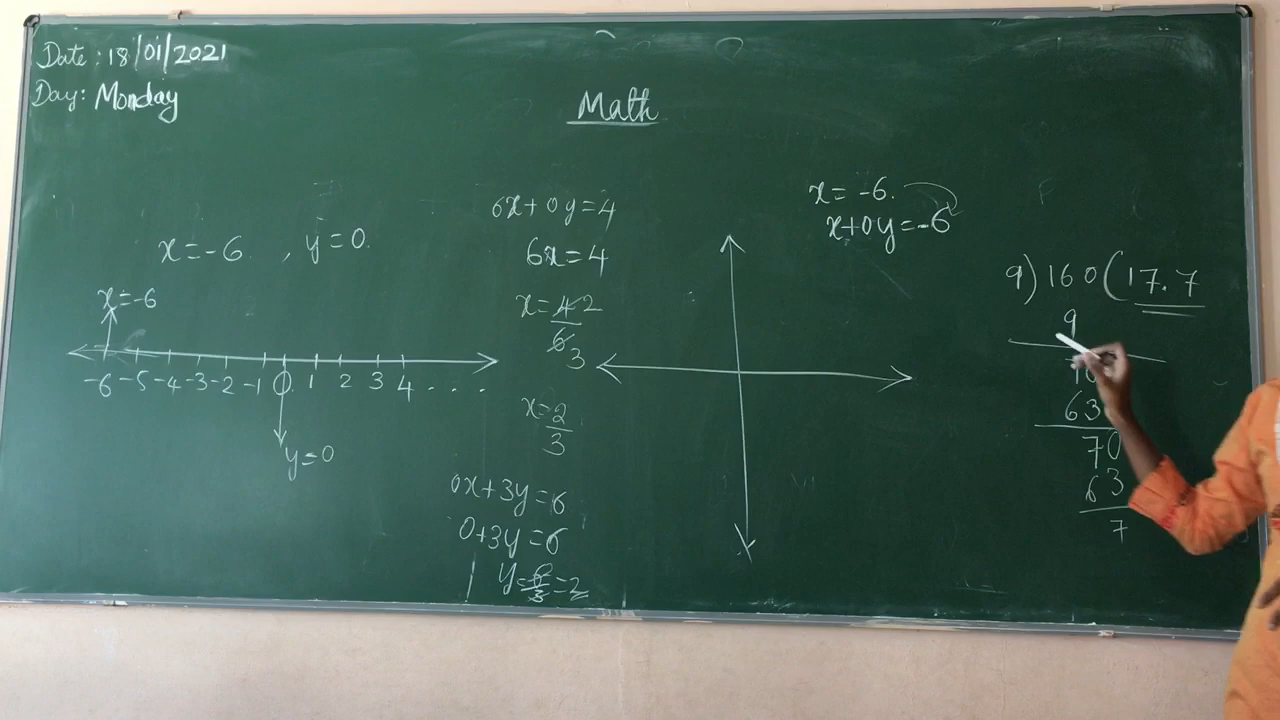 Date: 18/01/2021
Day: Monday
Math
x = -6 , y = 0.
x = -6
-6 -5 -4 -3 -2 -1 0 1 2 3 4 . . . .
y = 0
6x + 0y = 4
6x = 4
x = 4 2
6
3
x = 2
3
0x + 3y = 6
0 + 3y = 6
y = 6/3 = 2
x = -6.
x + 0y = -6
9) 160 ( 17.7
9
63
70
63
7